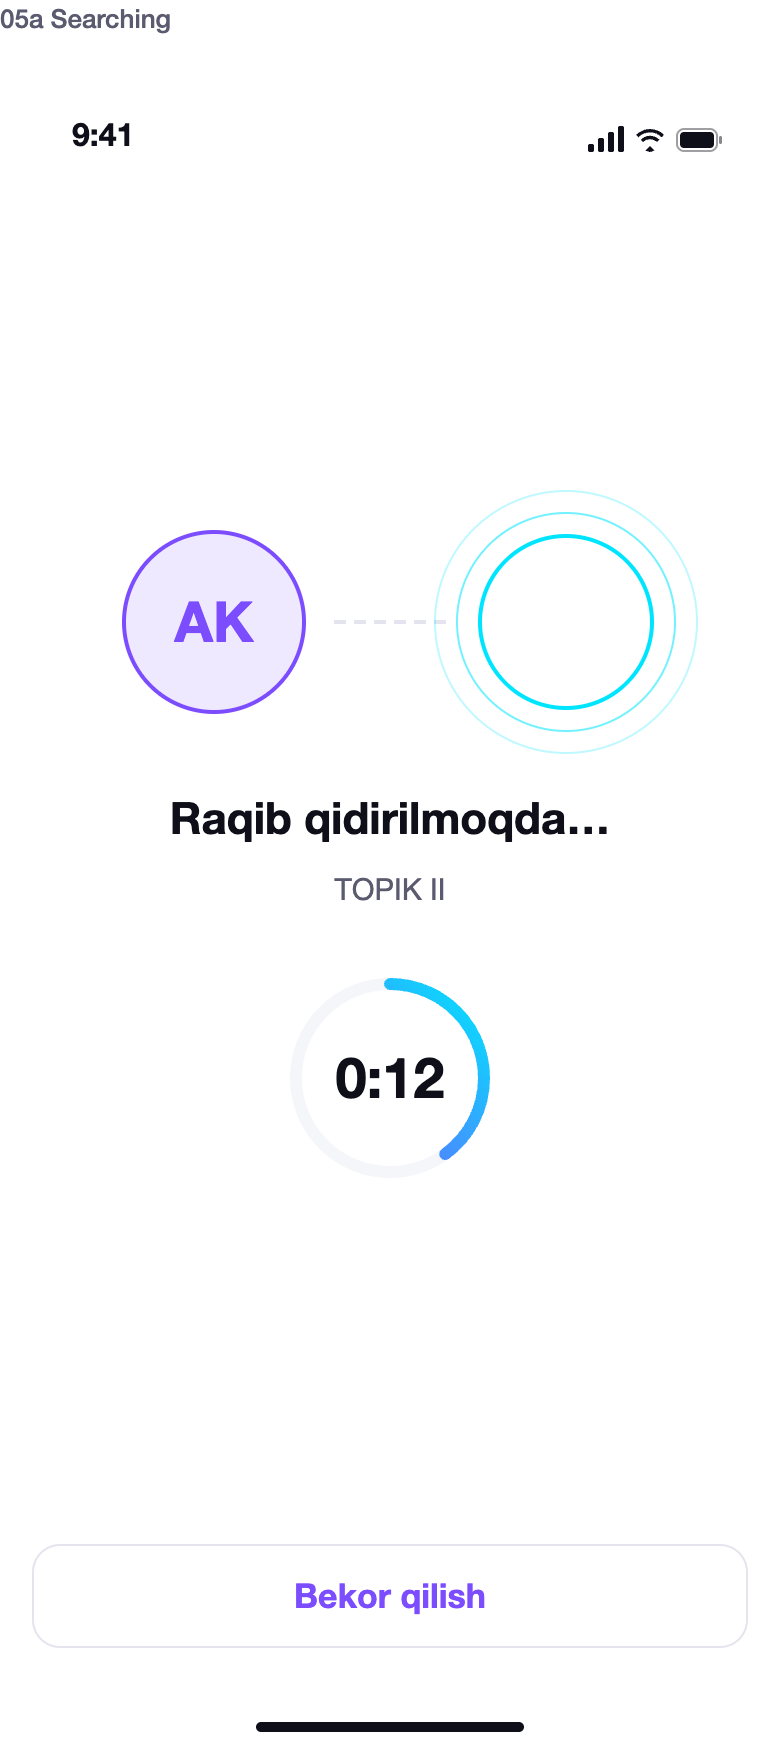 05a Searching
9:41
AK
Raqib qidirilmoqda...
TOPIK II
0:12
Bekor qilish